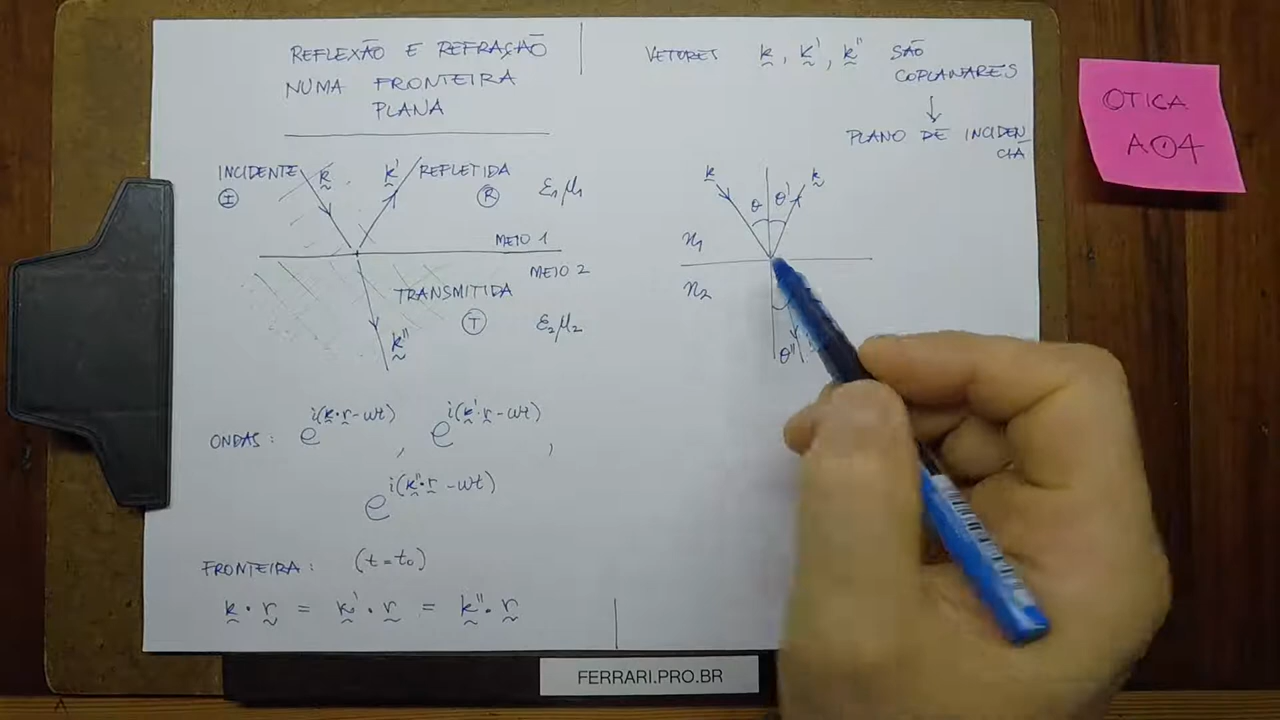 REFLEXÃO E REFRAÇÃO
NUMA FRONTEIRA
PLANA
INCIDENTE
I
k
k'
REFLETIDA
R
ε₁μ₁
MEIO 1
MEIO 2
TRANSMITIDA
T
ε₂μ₂
k''
ONDAS: e^{i(k·r-ωt)}, e^{i(k'·r-ωt)},
e^{i(k''·r-ωt)}
FRONTEIRA: (t=t₀)
k·r = k'·r = k''·r
VETORES k, k', k'' SÃO
COPLANARES
↓
PLANO DE INCIDEN
CIA
k
θ
θ'
k
n₁
n₂
θ''
OTICA
A04
FERRARI.PRO.BR